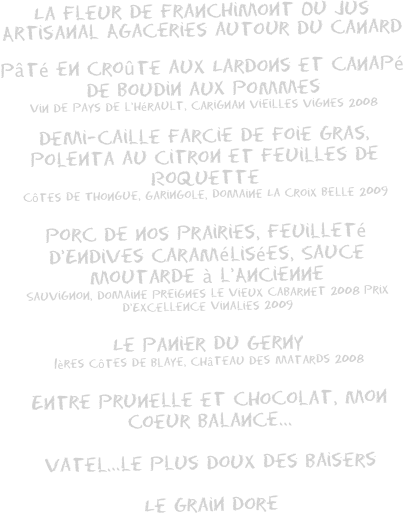 LA FLEUR DE FRANCHIMONT OU JUS
ARTISANAL AGACERIES AUTOUR DU CANARD
PÂTÉ EN CROÛTE AUX LARDONS ET CANAPÉ
DE BOUDIN AUX POMMES
VIN DE PAYS DE L'HÉRAULT, CARIGNAN VIEILLES VIGNES 2008
DEMI-CAILLE FARCIE DE FOIE GRAS,
POLENTA AU CITRON ET FEUILLES DE
ROQUETTE
CÔTES DE THONGUE, GARINGOLE, DOMAINE LA CROIX BELLE 2009
PORC DE NOS PRAIRIES, FEUILLETÉ
D'ENDIVES CARAMÉLISÉES, SAUCE
MOUTARDE À L'ANCIENNE
SAUVIGNON, DOMAINE PREIGNES LE VIEUX CABARNET 2008 PRIX
D'EXCELLENCE VINALIES 2009
LE PANIER DU GERNY
1ÈRES CÔTES DE BLAYE, CHÂTEAU DES MATARDS 2008
ENTRE PRUNELLE ET CHOCOLAT, MON
COEUR BALANCE...
VATEL...LE PLUS DOUX DES BAISERS
LE GRAIN DORE